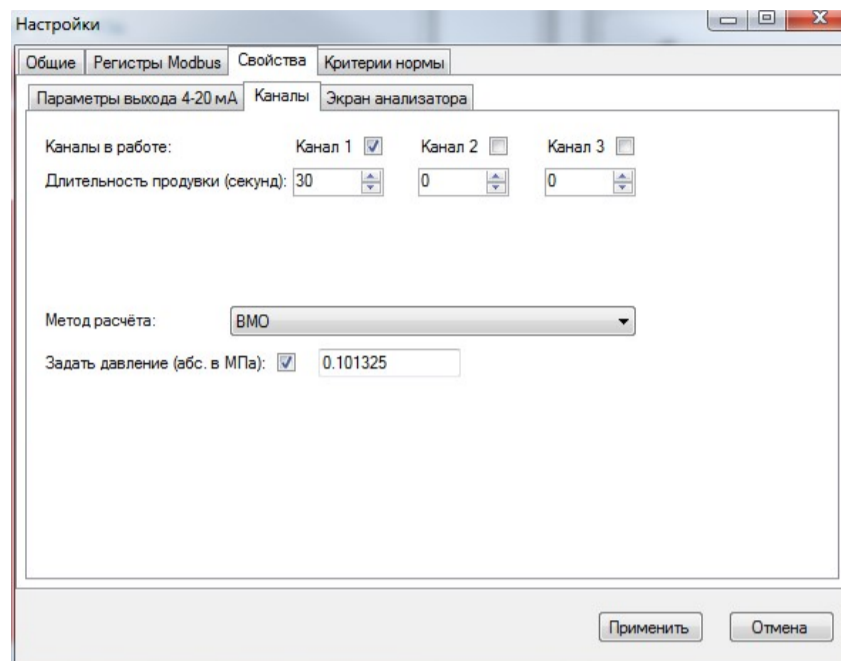 Настройки
Общие Регистры Modbus Свойства Критерии нормы
Параметры выхода 4-20 мА Каналы Экран анализатора
Каналы в работе: Канал 1 Канал 2 Канал 3
Длительность продувки (секунд): 30 0 0
Метод расчёта: ВМО
Задать давление (абс. в МПа): 0.101325
Применить Отмена